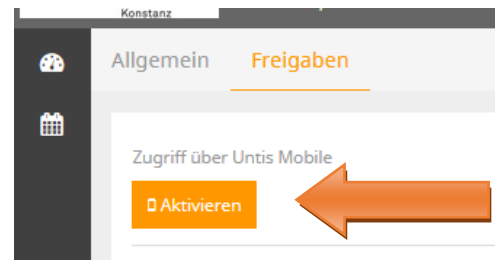 Konstanz
Allgemein Freigaben
Zugriff über Untis Mobile
Aktivieren